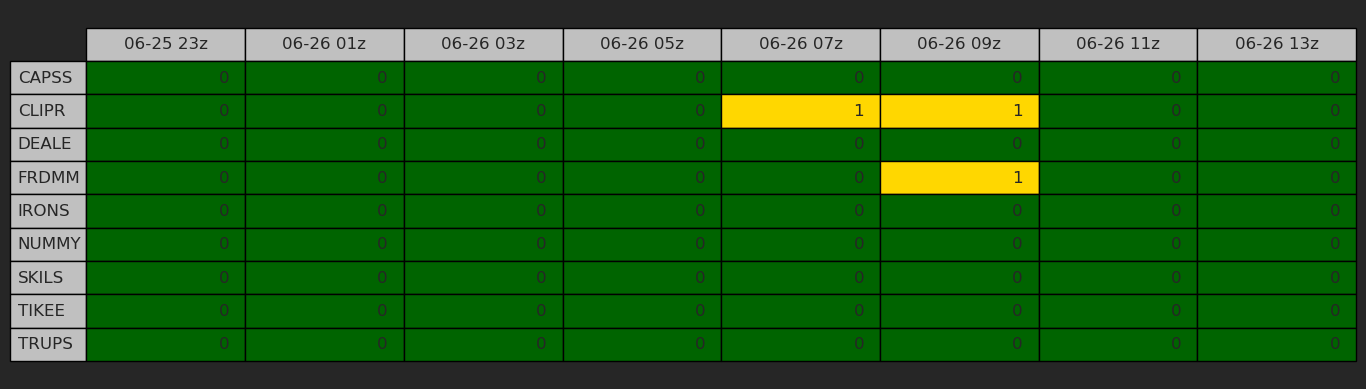 06-25 23z 06-26 01z 06-26 03z 06-26 05z 06-26 07z 06-26 09z 06-26 11z 06-26 13z
CAPSS 0 0 0 0 0 0 0 0
CLIPR 0 0 0 0 1 1 0 0
DEALE 0 0 0 0 0 0 0 0
FRDMM 0 0 0 0 0 1 0 0
IRONS 0 0 0 0 0 0 0 0
NUMMY 0 0 0 0 0 0 0 0
SKILS 0 0 0 0 0 0 0 0
TIKEE 0 0 0 0 0 0 0 0
TRUPS 0 0 0 0 0 0 0 0